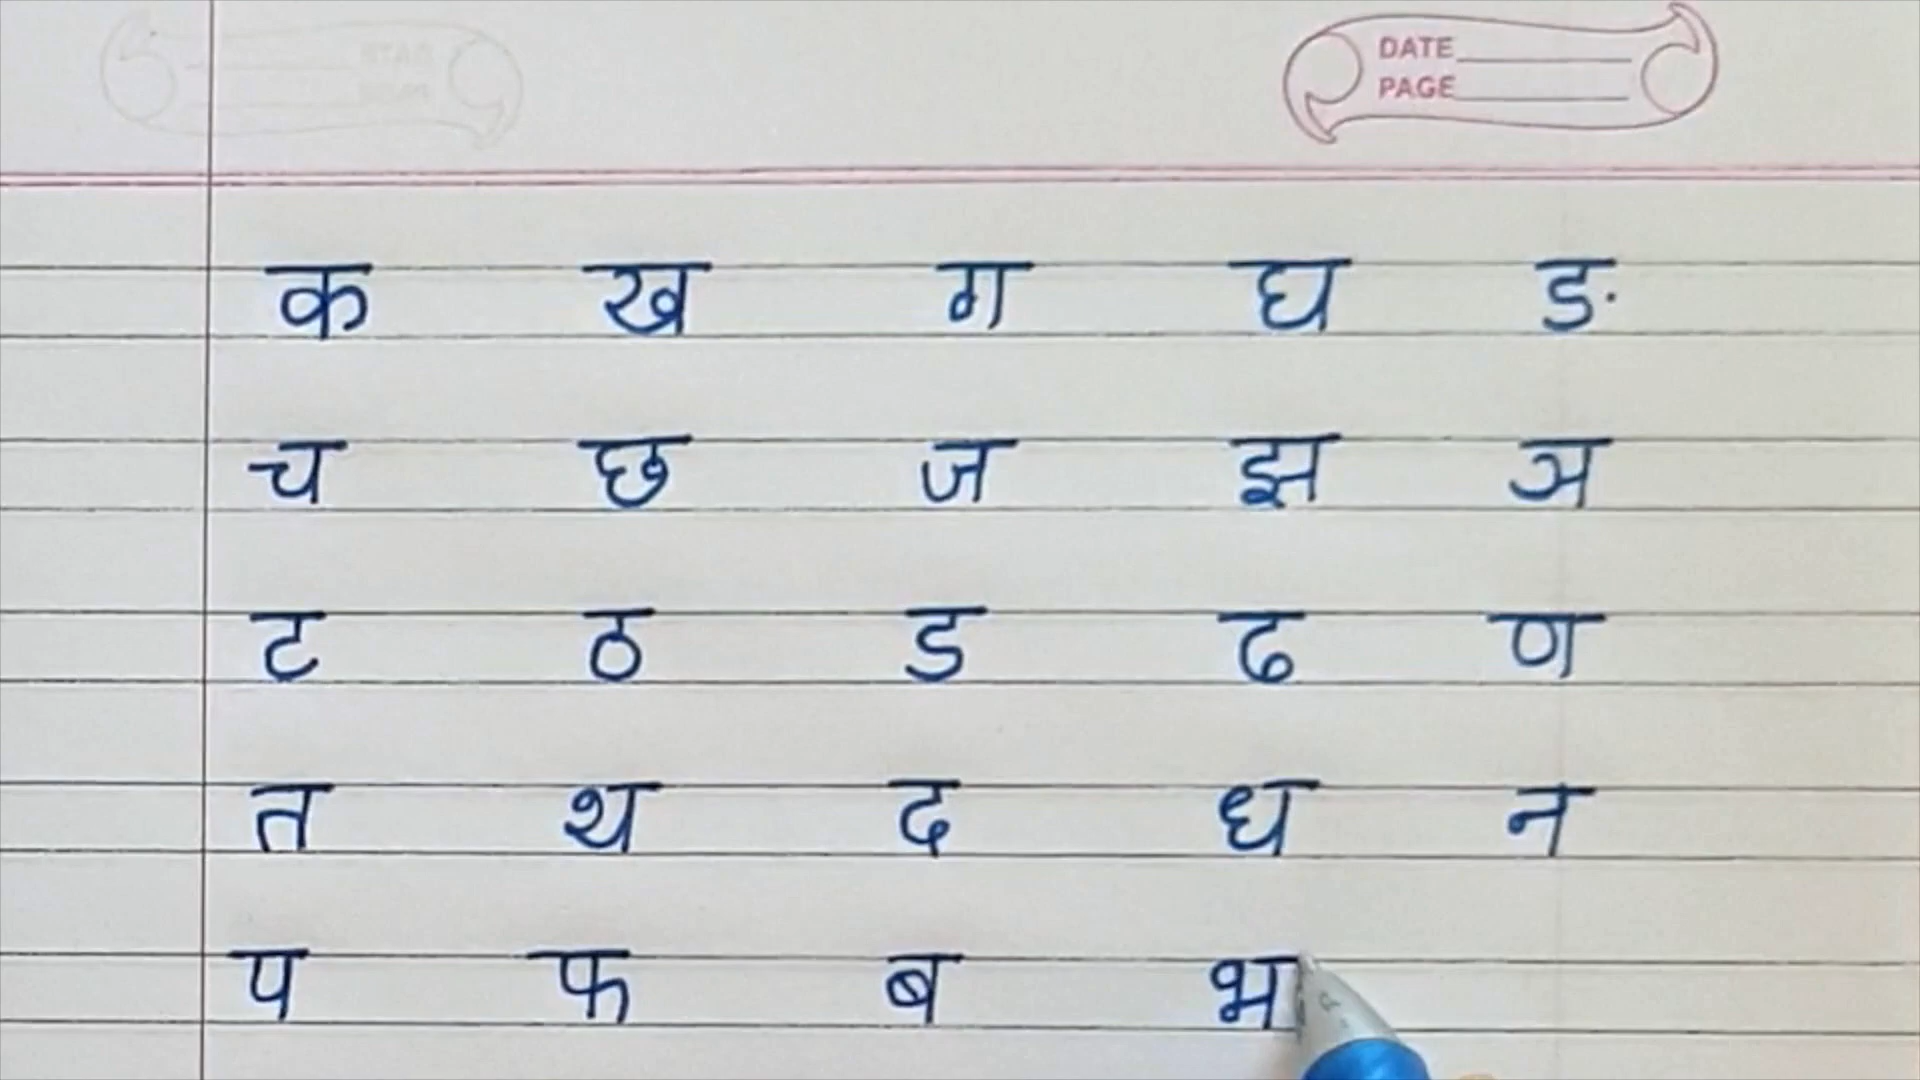 DATE
PAGE
क ख ग घ ङ
च छ ज झ ञ
ट ठ ड ढ ण
त थ द ध न
प फ ब भ